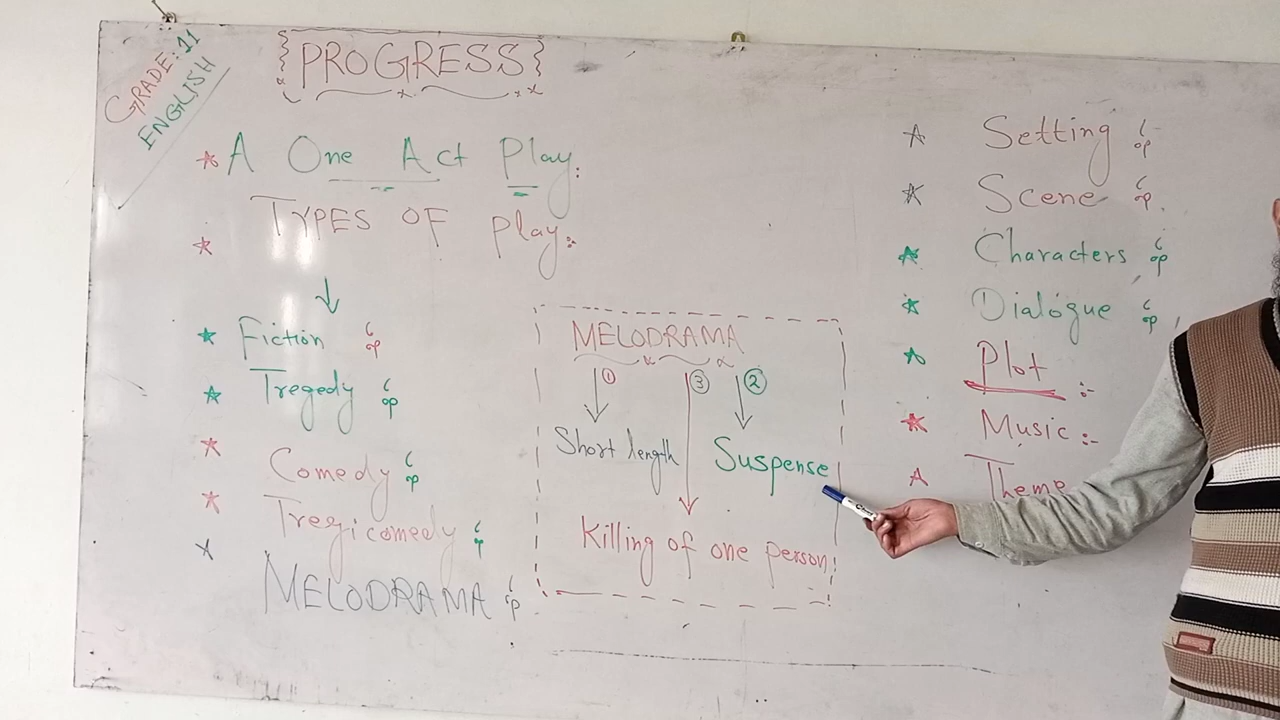 GRADE: 11
ENGLISH
PROGRESS
A One Act Play:
TYPES OF Play:
Fiction
Tregedy
Comedy
Tregicomedy
MELODRAMA
MELODRAMA
① ③ ②
Short length
Suspense
Killing of one person
Setting
Scene
Characters
Dialogue
Plot :-
Music :-
Theme